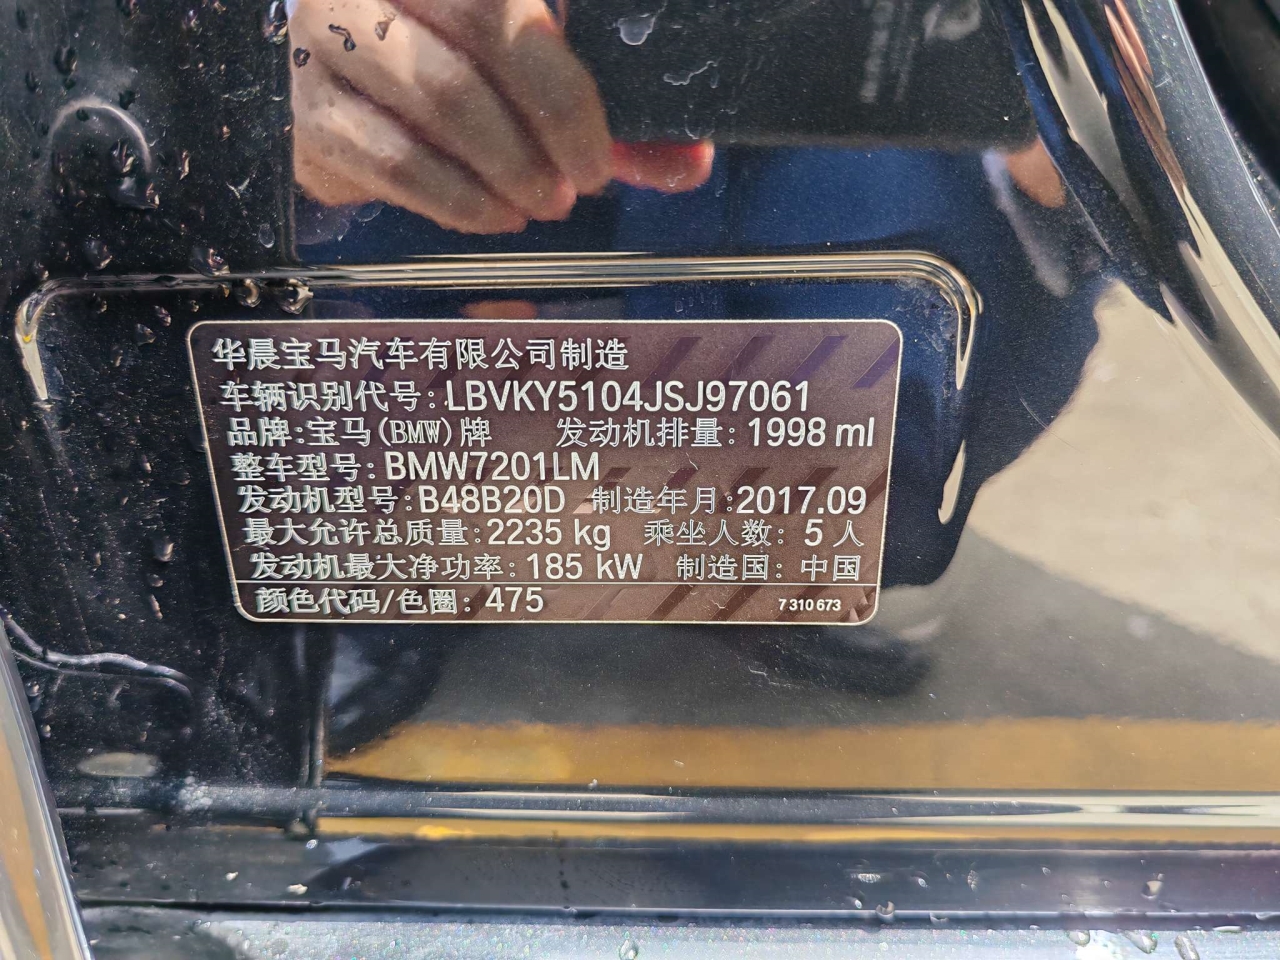 华晨宝马汽车有限公司制造
车辆识别代号:LBVKY5104JSJ97061
品牌:宝马(BMW)牌 发动机排量:1998 ml
整车型号:BMW7201LM
发动机型号:B48B20D 制造年月:2017.09
最大允许总质量:2235 kg 乘坐人数:5 人
发动机最大净功率:185 kW 制造国:中国
颜色代码/色圈:475 7 310 673